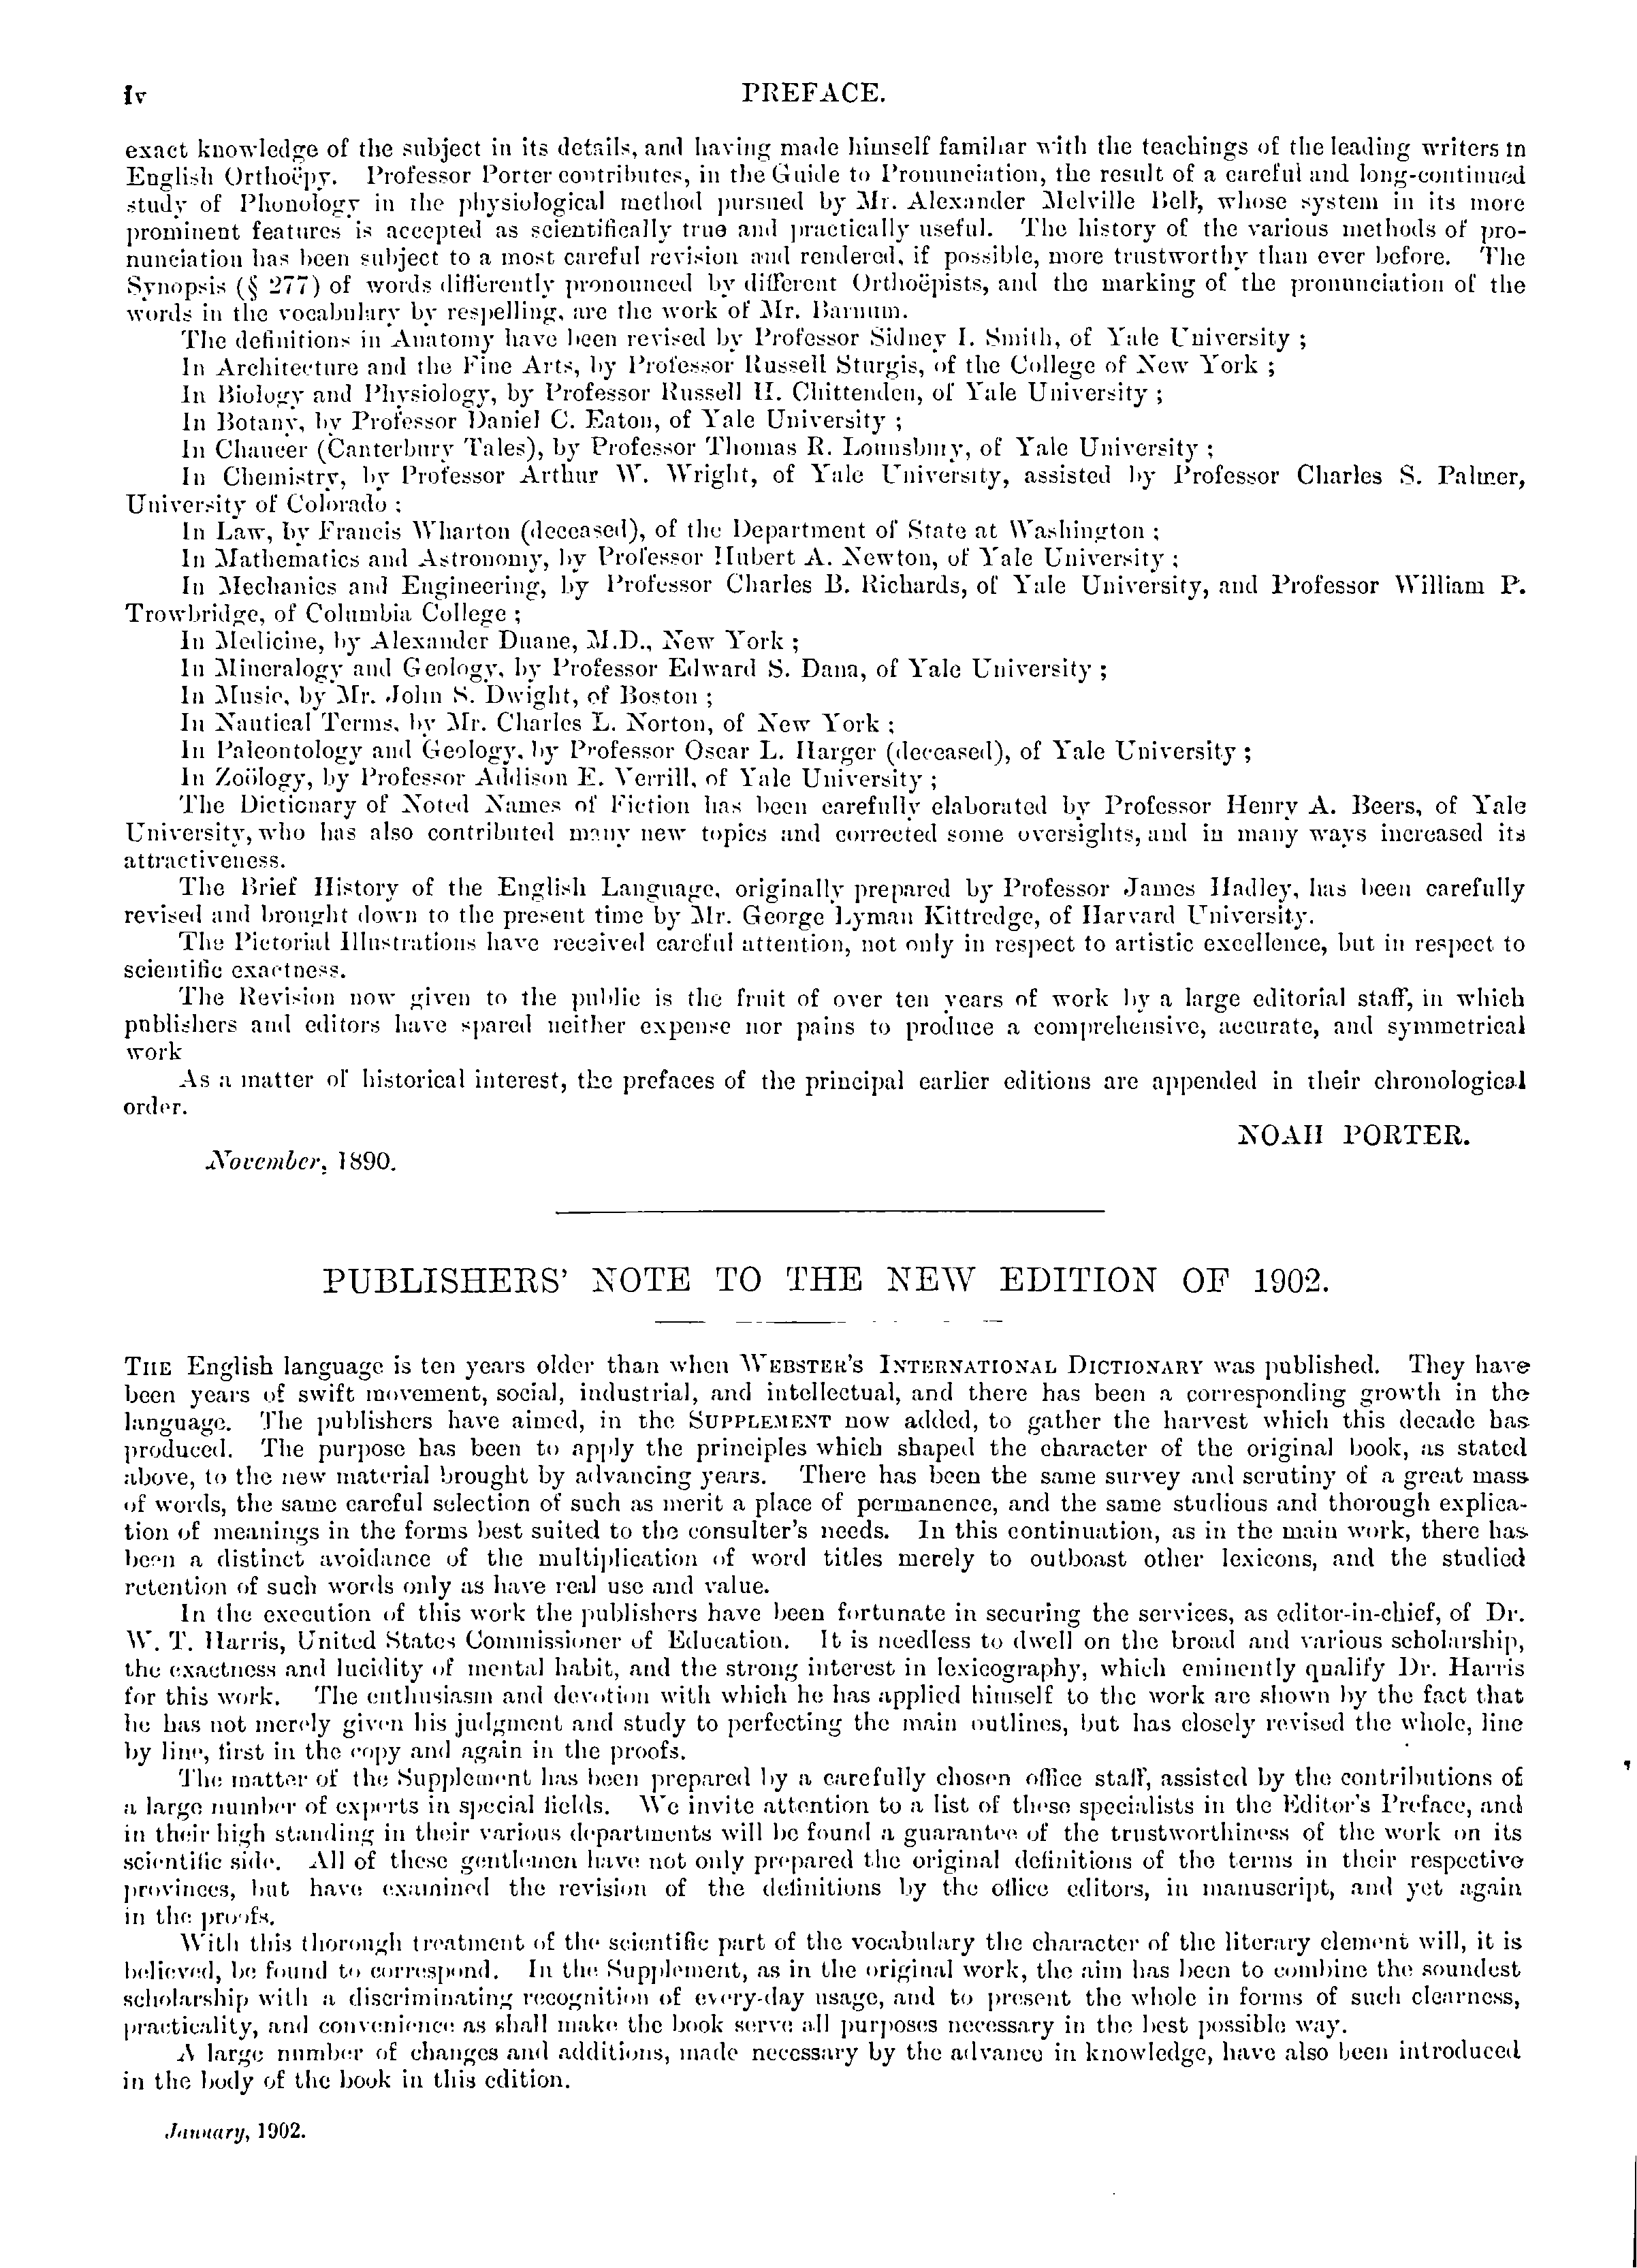 iv
PREFACE.
exact knowledge of the subject in its details, and having made himself familiar with the teachings of the leading writers in
English Orthoëpy. Professor Porter contributes, in the Guide to Pronunciation, the result of a careful and long-continued
study of Phonology in the physiological method pursued by Mr. Alexander Melville Bell, whose system in its more
prominent features is accepted as scientifically true and practically useful. The history of the various methods of pro-
nunciation has been subject to a most careful revision and rendered, if possible, more trustworthy than ever before. The
Synopsis (§ 277) of words differently pronounced by different Orthoëpists, and the marking of the pronunciation of the
words in the vocabulary by respelling, are the work of Mr. Barnum.
The definitions in Anatomy have been revised by Professor Sidney I. Smith, of Yale University ;
In Architecture and the Fine Arts, by Professor Russell Sturgis, of the College of New York ;
In Biology and Physiology, by Professor Russell H. Chittenden, of Yale University ;
In Botany, by Professor Daniel C. Eaton, of Yale University ;
In Chaucer (Canterbury Tales), by Professor Thomas R. Lounsbury, of Yale University ;
In Chemistry, by Professor Arthur W. Wright, of Yale University, assisted by Professor Charles S. Palmer,
University of Colorado ;
In Law, by Francis Wharton (deceased), of the Department of State at Washington ;
In Mathematics and Astronomy, by Professor Hubert A. Newton, of Yale University ;
In Mechanics and Engineering, by Professor Charles B. Richards, of Yale University, and Professor William P.
Trowbridge, of Columbia College ;
In Medicine, by Alexander Duane, M.D., New York ;
In Mineralogy and Geology, by Professor Edward S. Dana, of Yale University ;
In Music, by Mr. John S. Dwight, of Boston ;
In Nautical Terms, by Mr. Charles L. Norton, of New York ;
In Paleontology and Geology, by Professor Oscar L. Harger (deceased), of Yale University ;
In Zoölogy, by Professor Addison E. Verrill, of Yale University ;
The Dictionary of Noted Names of Fiction has been carefully elaborated by Professor Henry A. Beers, of Yale
University, who has also contributed many new topics and corrected some oversights, and in many ways increased its
attractiveness.
The Brief History of the English Language, originally prepared by Professor James Hadley, has been carefully
revised and brought down to the present time by Mr. George Lyman Kittredge, of Harvard University.
The Pictorial Illustrations have received careful attention, not only in respect to artistic excellence, but in respect to
scientific exactness.
The Revision now given to the public is the fruit of over ten years of work by a large editorial staff, in which
publishers and editors have spared neither expense nor pains to produce a comprehensive, accurate, and symmetrical
work
As a matter of historical interest, the prefaces of the principal earlier editions are appended in their chronological
order.
NOAH PORTER.
November, 1890.
PUBLISHERS' NOTE TO THE NEW EDITION OF 1902.
THE English language is ten years older than when WEBSTER'S INTERNATIONAL DICTIONARY was published. They have
been years of swift movement, social, industrial, and intellectual, and there has been a corresponding growth in the
language. The publishers have aimed, in the SUPPLEMENT now added, to gather the harvest which this decade has
produced. The purpose has been to apply the principles which shaped the character of the original book, as stated
above, to the new material brought by advancing years. There has been the same survey and scrutiny of a great mass
of words, the same careful selection of such as merit a place of permanence, and the same studious and thorough explica-
tion of meanings in the forms best suited to the consulter's needs. In this continuation, as in the main work, there has
been a distinct avoidance of the multiplication of word titles merely to outboast other lexicons, and the studied
retention of such words only as have real use and value.
In the execution of this work the publishers have been fortunate in securing the services, as editor-in-chief, of Dr.
W. T. Harris, United States Commissioner of Education. It is needless to dwell on the broad and various scholarship,
the exactness and lucidity of mental habit, and the strong interest in lexicography, which eminently qualify Dr. Harris
for this work. The enthusiasm and devotion with which he has applied himself to the work are shown by the fact that
he has not merely given his judgment and study to perfecting the main outlines, but has closely revised the whole, line
by line, first in the copy and again in the proofs.
The matter of the Supplement has been prepared by a carefully chosen office staff, assisted by the contributions of
a large number of experts in special fields. We invite attention to a list of these specialists in the Editor's Preface, and
in their high standing in their various departments will be found a guarantee of the trustworthiness of the work on its
scientific side. All of these gentlemen have not only prepared the original definitions of the terms in their respective
provinces, but have examined the revision of the definitions by the office editors, in manuscript, and yet again
in the proofs.
With this thorough treatment of the scientific part of the vocabulary the character of the literary element will, it is
believed, be found to correspond. In the Supplement, as in the original work, the aim has been to combine the soundest
scholarship with a discriminating recognition of every-day usage, and to present the whole in forms of such clearness,
practicality, and convenience as shall make the book serve all purposes necessary in the best possible way.
A large number of changes and additions, made necessary by the advance in knowledge, have also been introduced
in the body of the book in this edition.
January, 1902.